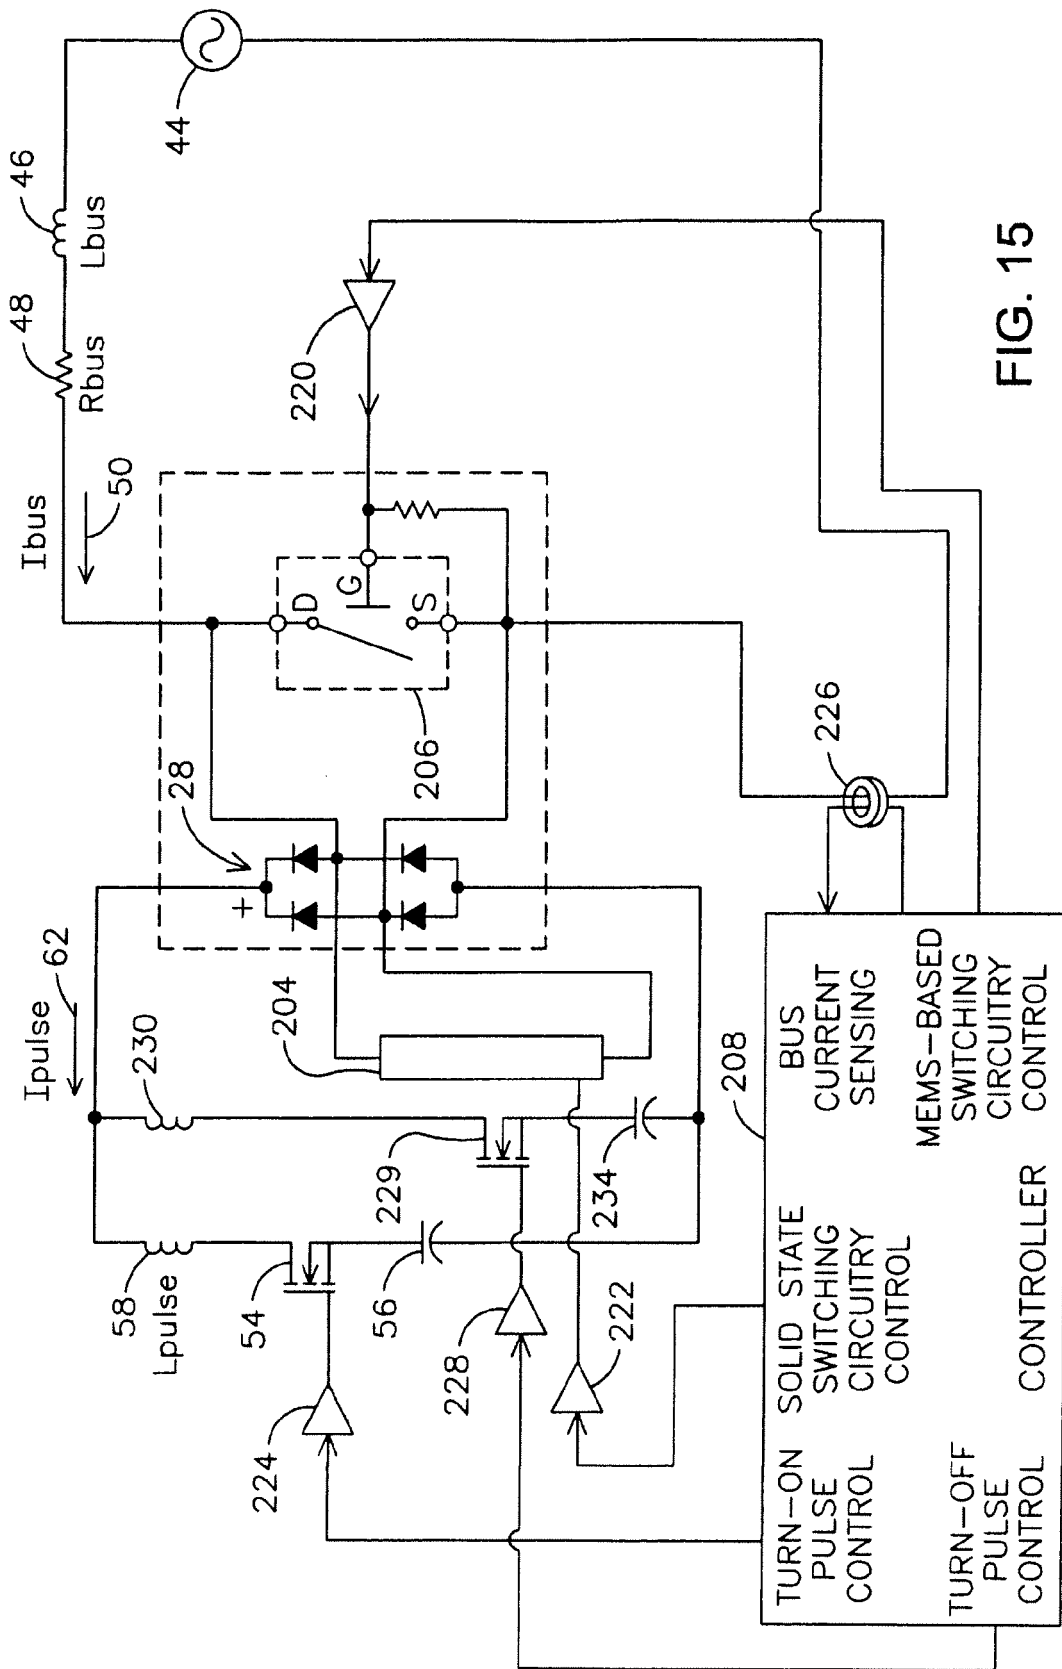 44
46
Lbus
48
Rbus
Ibus
50
220
G
D
S
206
28
+
226
Ipulse
62
230
204
229
234
58
Lpulse
54
56
224
228
222
208
TURN-ON
PULSE
CONTROL
SOLID STATE
SWITCHING
CIRCUITRY
CONTROL
BUS
CURRENT
SENSING
TURN-OFF
PULSE
CONTROL
CONTROLLER
MEMS-BASED
SWITCHING
CIRCUITRY
CONTROL
FIG. 15